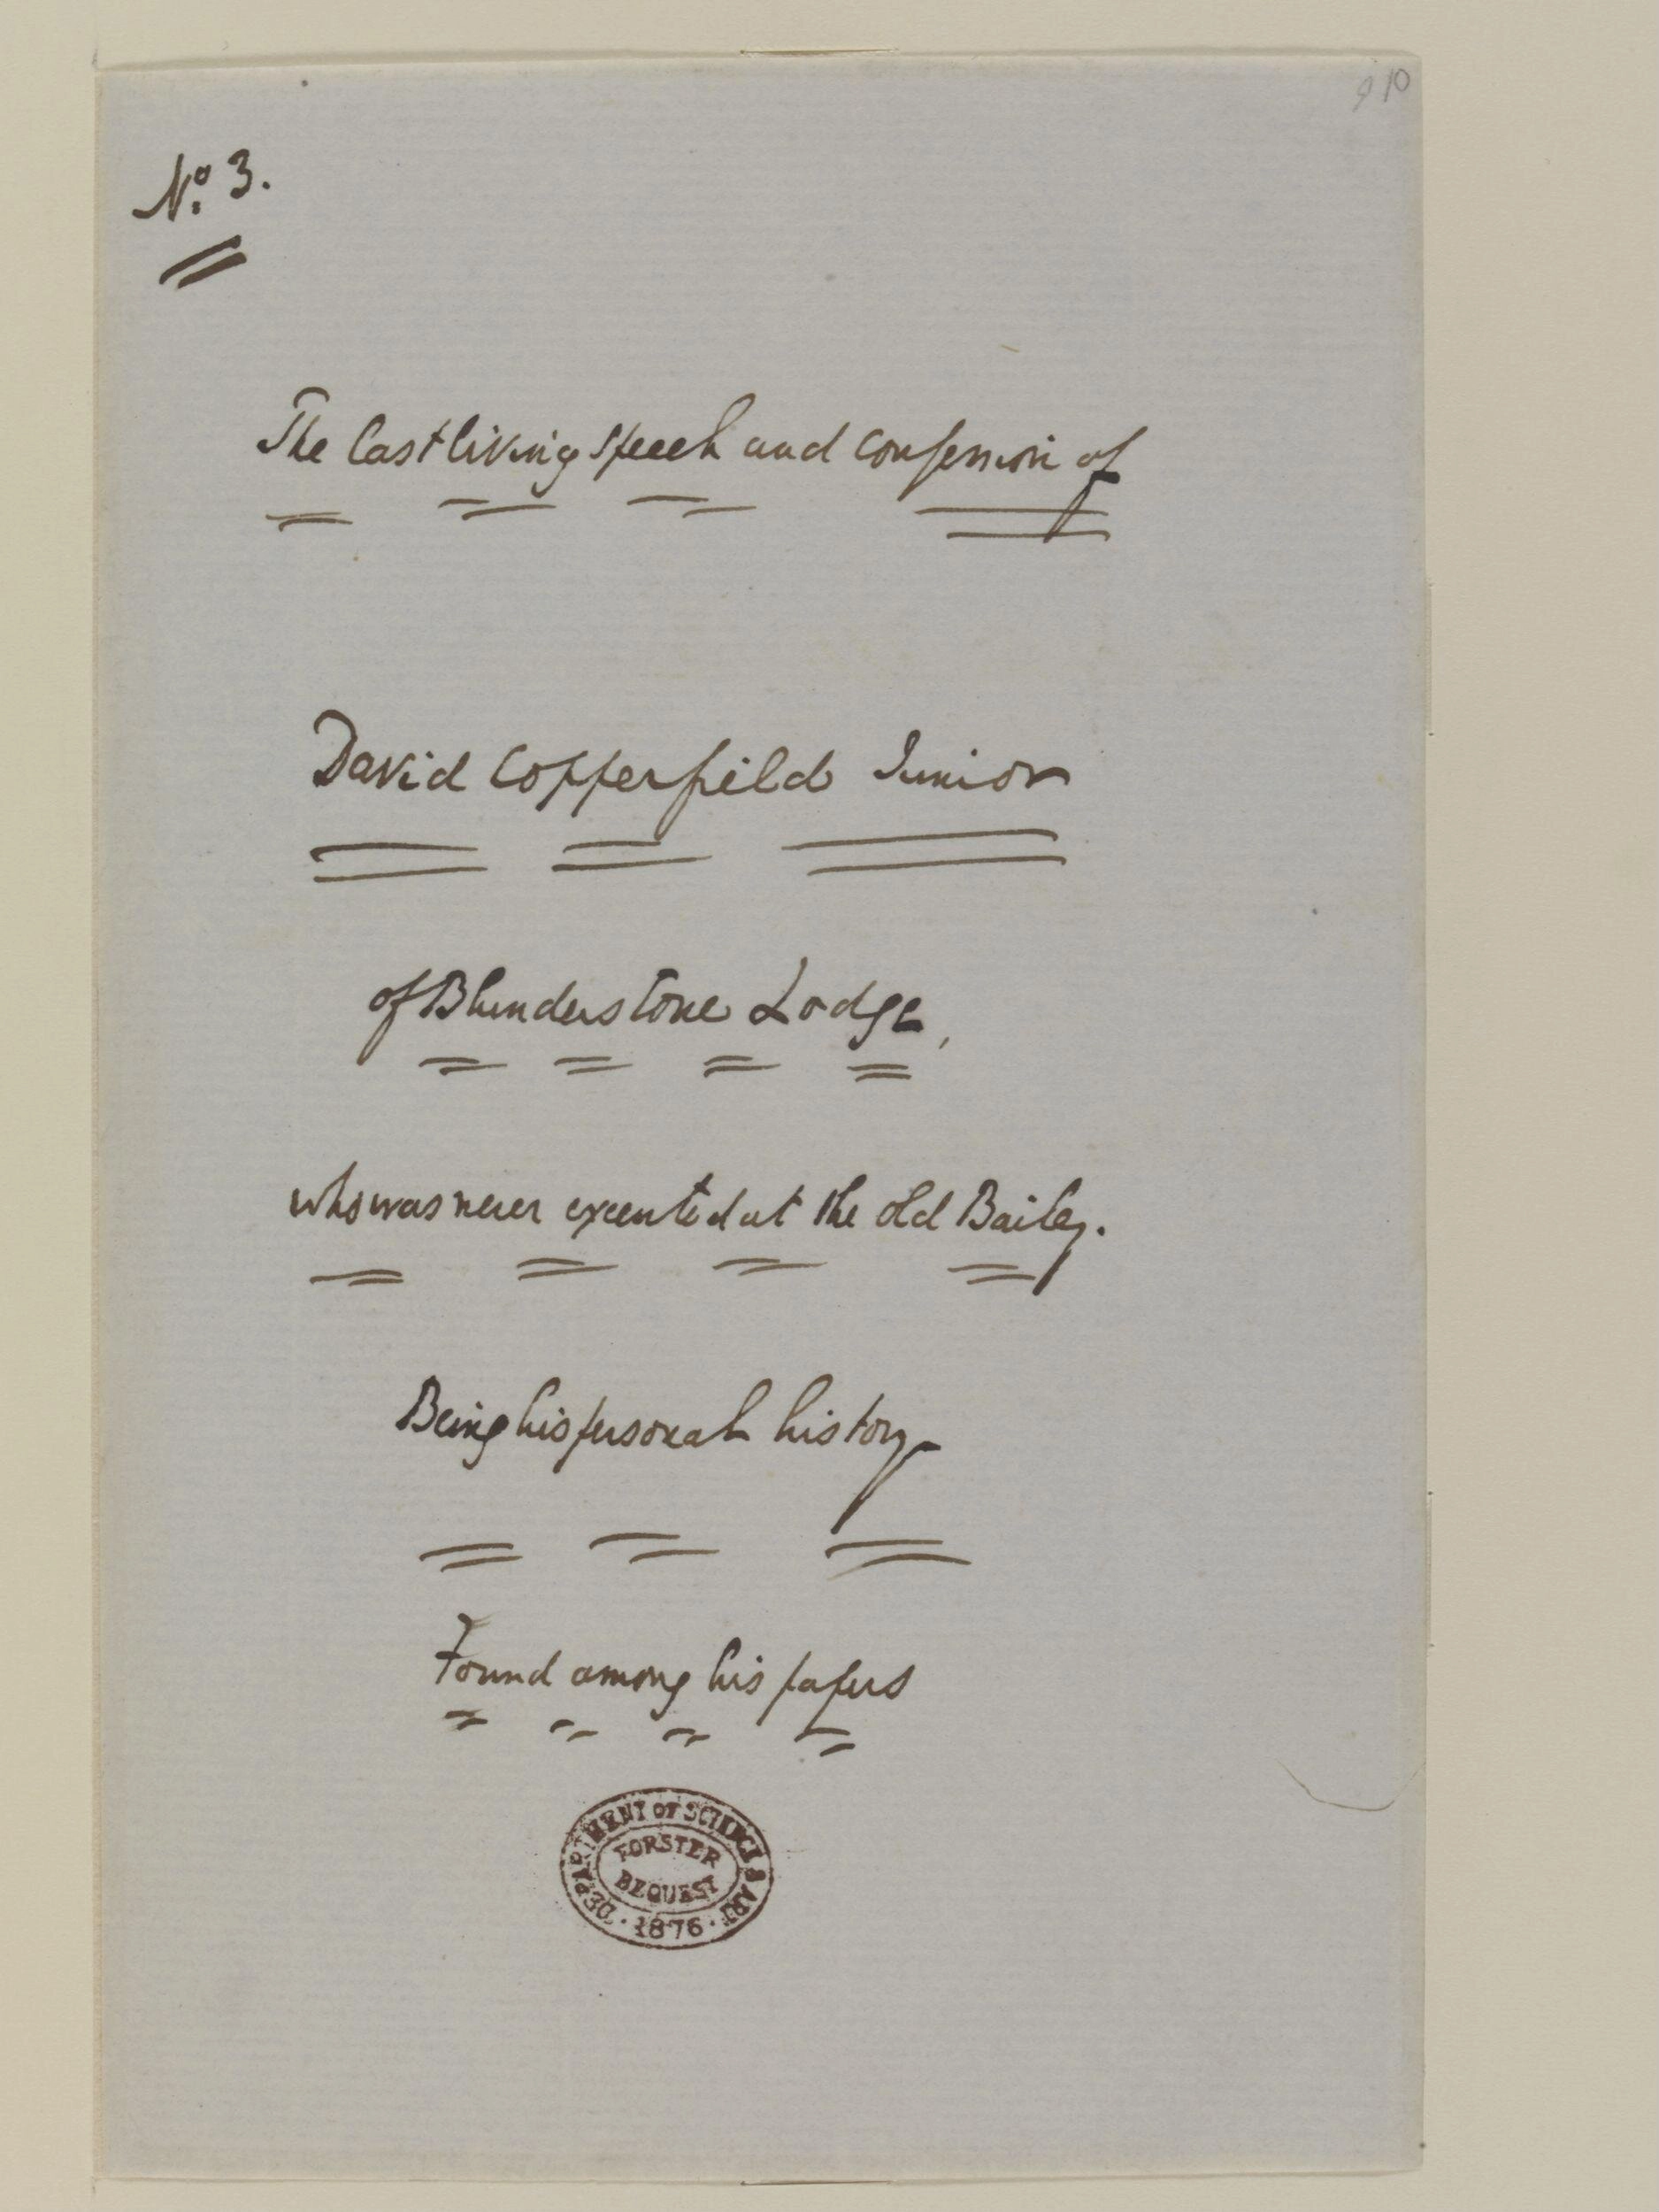 9 10
No. 3.
The last living speech and confession of
David Copperfield Junior
of Blunderstone Lodge,
who was never executed at the old Bailey.
Being his personal history
Found among his papers
DEPARTMENT OF SCIENCE & ART
FORSTER
BEQUEST
1876